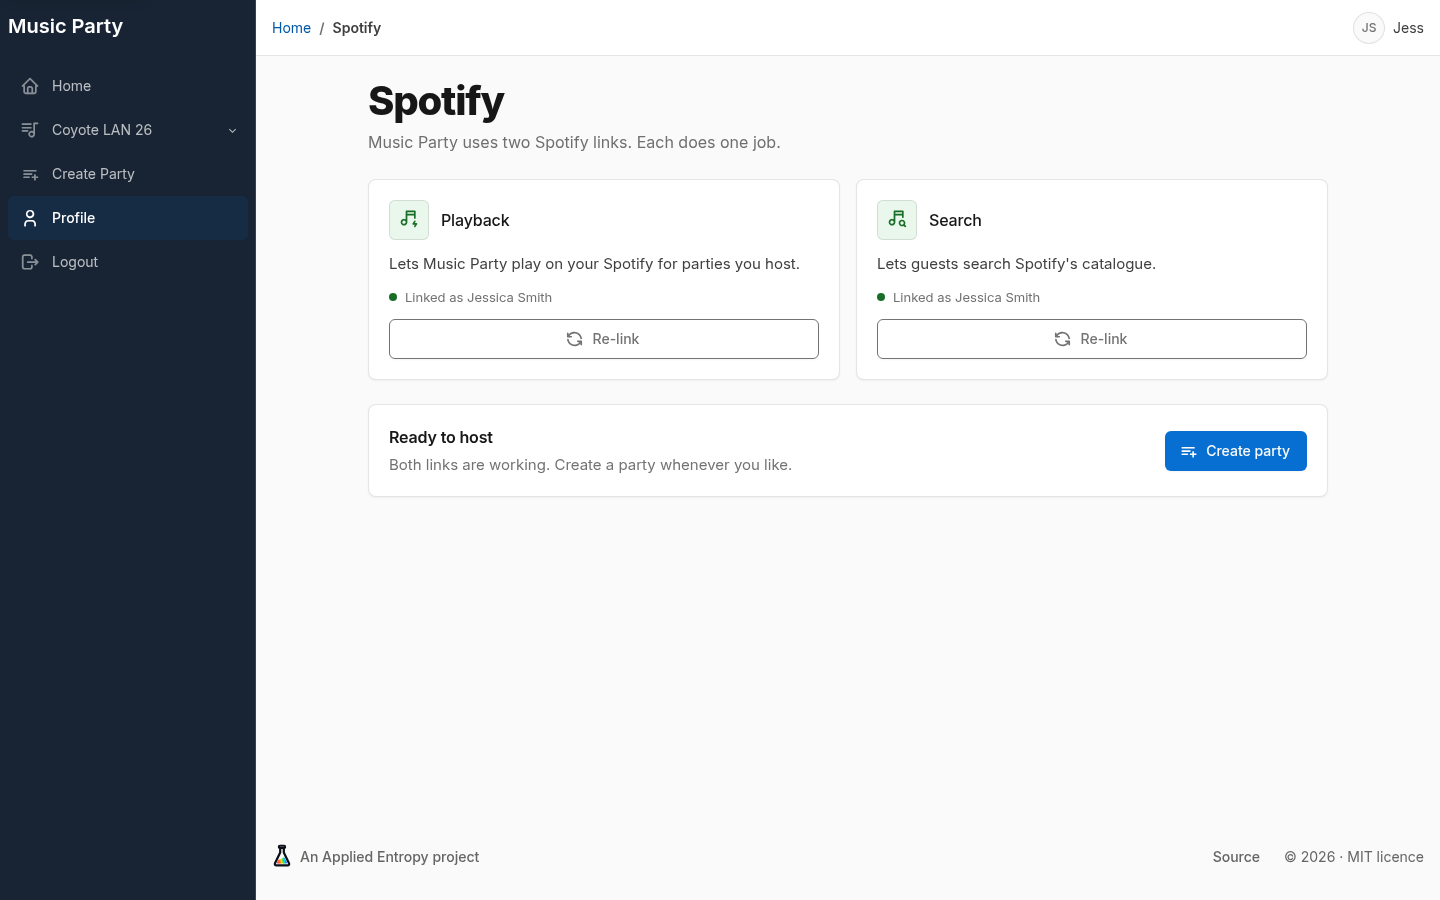 Music Party
Home
Coyote LAN 26
Create Party
Profile
Logout
Home / Spotify
JS Jess
Spotify
Music Party uses two Spotify links. Each does one job.
Playback
Lets Music Party play on your Spotify for parties you host.
Linked as Jessica Smith
Re-link
Search
Lets guests search Spotify's catalogue.
Linked as Jessica Smith
Re-link
Ready to host
Both links are working. Create a party whenever you like.
Create party
An Applied Entropy project
Source
© 2026 · MIT licence